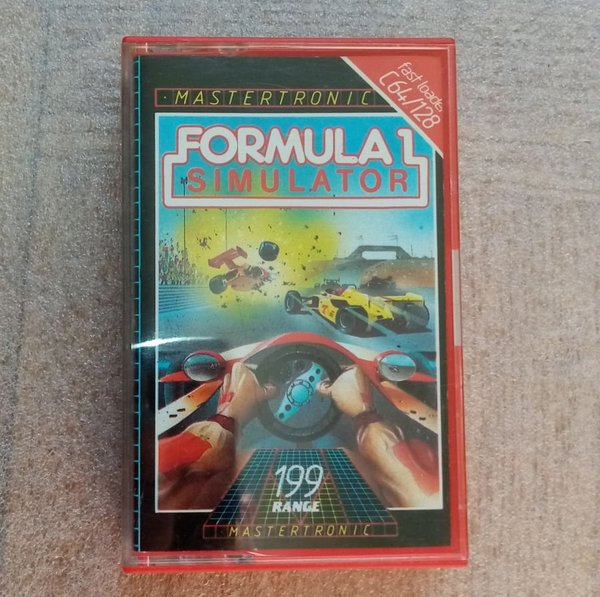 fast loader
C64/128
MASTERTRONIC
FORMULA 1
SIMULATOR
199
RANGE
MASTERTRONIC